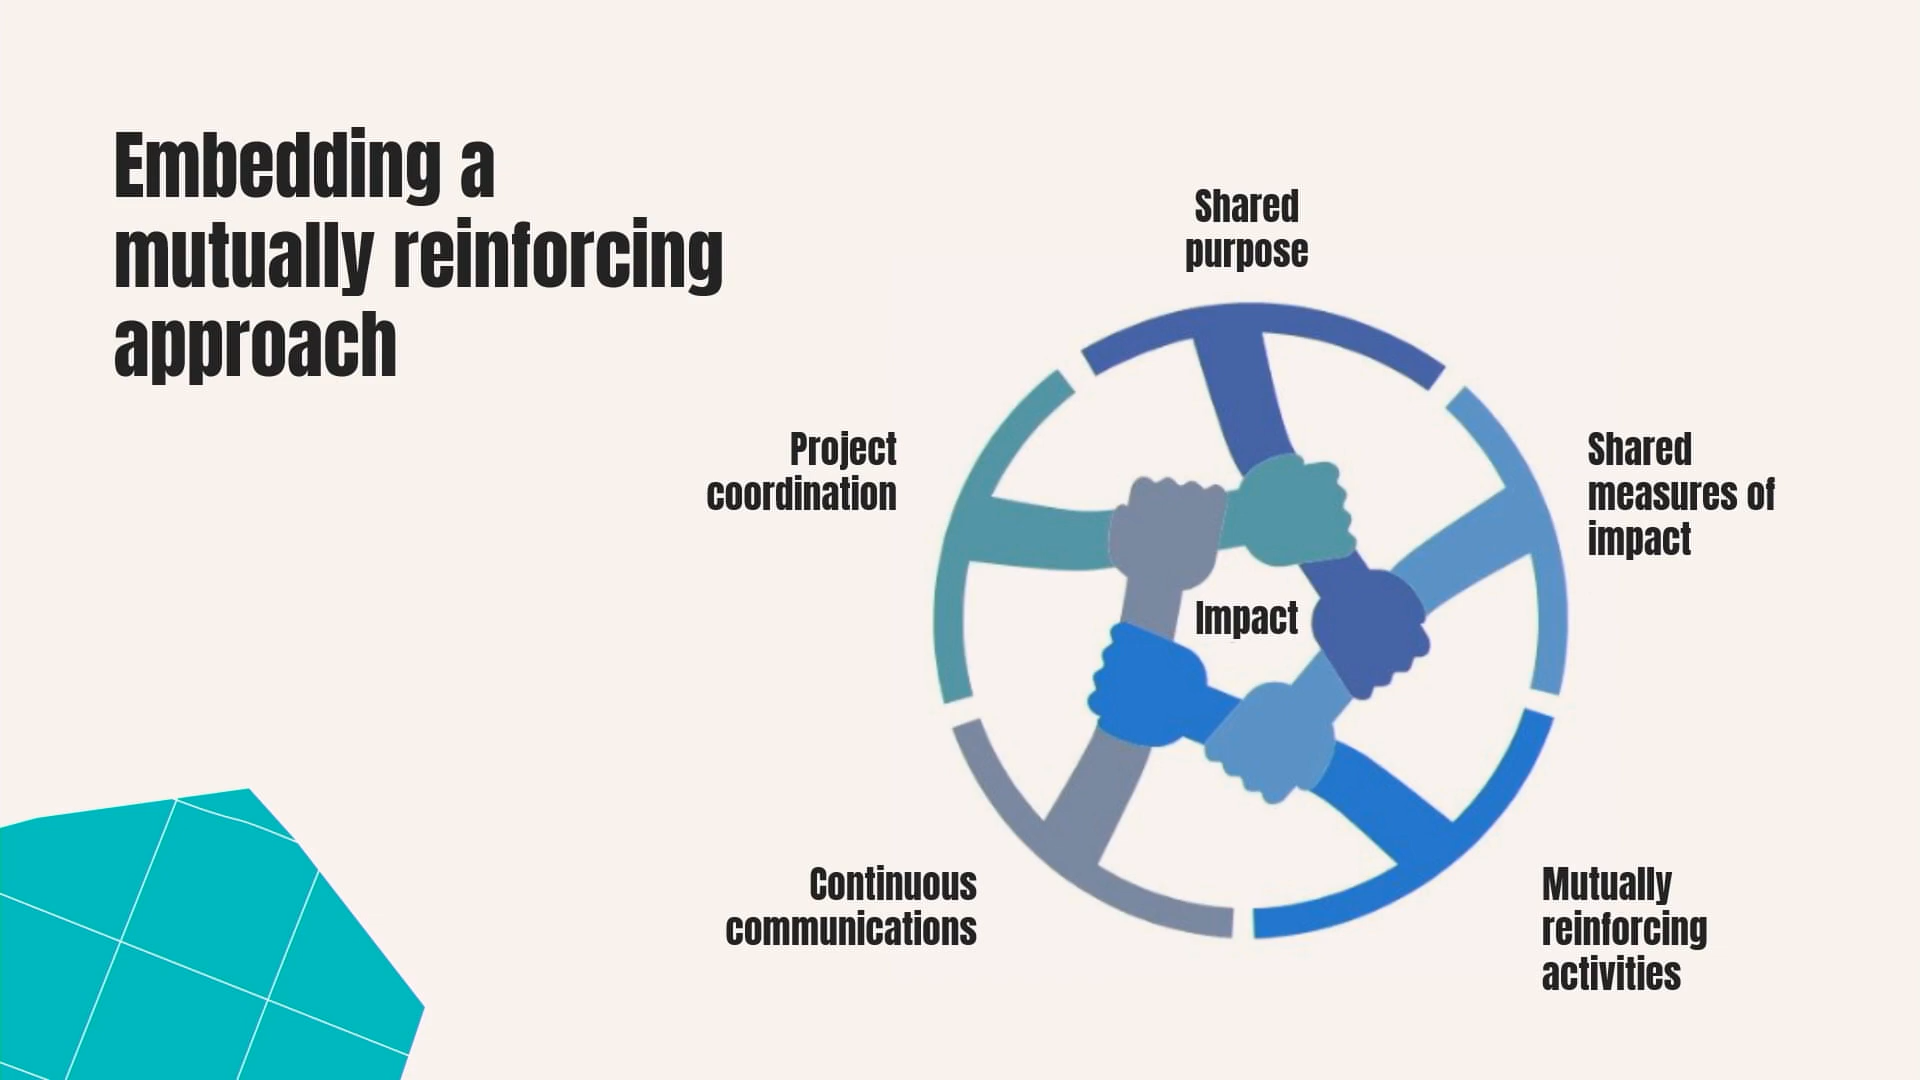 Embedding a
mutually reinforcing
approach
Shared
purpose
Project
coordination
Shared
measures of
impact
Impact
Continuous
communications
Mutually
reinforcing
activities